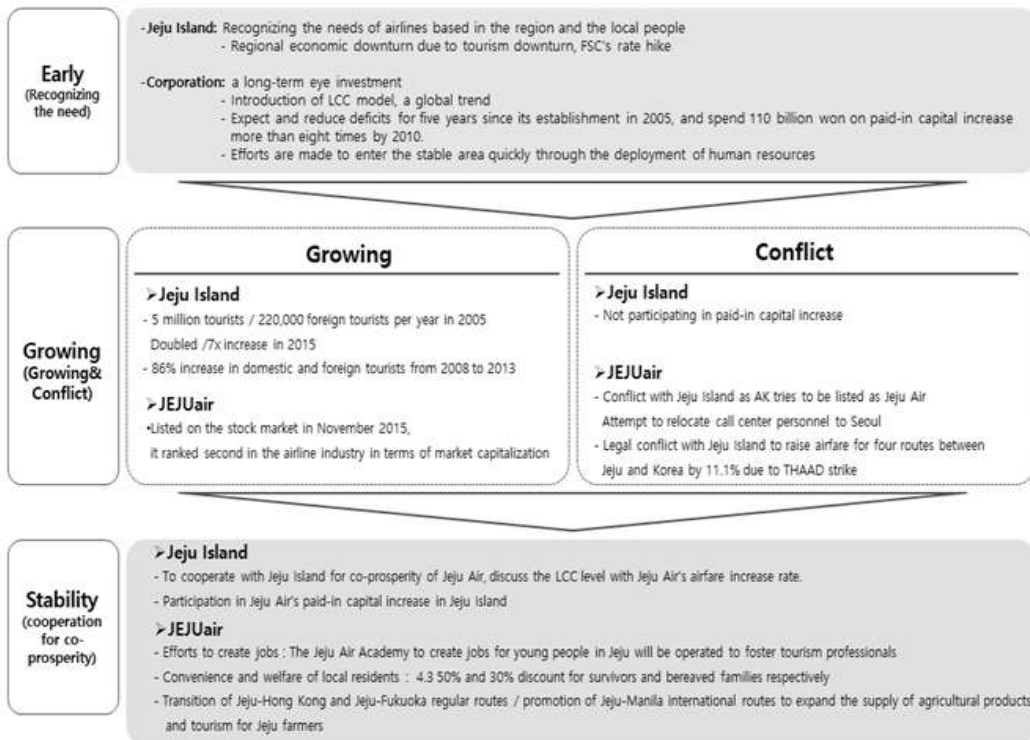 Early
(Recognizing
the need)
-Jeju Island: Recognizing the needs of airlines based in the region and the local people
- Regional economic downturn due to tourism downturn, FSC's rate hike
-Corporation: a long-term eye investment
- Introduction of LCC model, a global trend
- Expect and reduce deficits for five years since its establishment in 2005, and spend 110 billion won on paid-in capital increase
more than eight times by 2010.
- Efforts are made to enter the stable area quickly through the deployment of human resources
Growing
(Growing&
Conflict)
Growing
➢Jeju Island
- 5 million tourists / 220,000 foreign tourists per year in 2005
Doubled /7x increase in 2015
- 86% increase in domestic and foreign tourists from 2008 to 2013
➢JEJUair
•Listed on the stock market in November 2015,
it ranked second in the airline industry in terms of market capitalization
Conflict
➢Jeju Island
- Not participating in paid-in capital increase
➢JEJUair
- Conflict with Jeju Island as AK tries to be listed as Jeju Air
Attempt to relocate call center personnel to Seoul
- Legal conflict with Jeju Island to raise airfare for four routes between
Jeju and Korea by 11.1% due to THAAD strike
Stability
(cooperation
for co-
prosperity)
➢Jeju Island
- To cooperate with Jeju Island for co-prosperity of Jeju Air, discuss the LCC level with Jeju Air's airfare increase rate.
- Participation in Jeju Air's paid-in capital increase in Jeju Island
➢JEJUair
- Efforts to create jobs : The Jeju Air Academy to create jobs for young people in Jeju will be operated to foster tourism professionals
- Convenience and welfare of local residents : 4.3 50% and 30% discount for survivors and bereaved families respectively
- Transition of Jeju-Hong Kong and Jeju-Fukuoka regular routes / promotion of Jeju-Manila international routes to expand the supply of agricultural products
and tourism for Jeju farmers